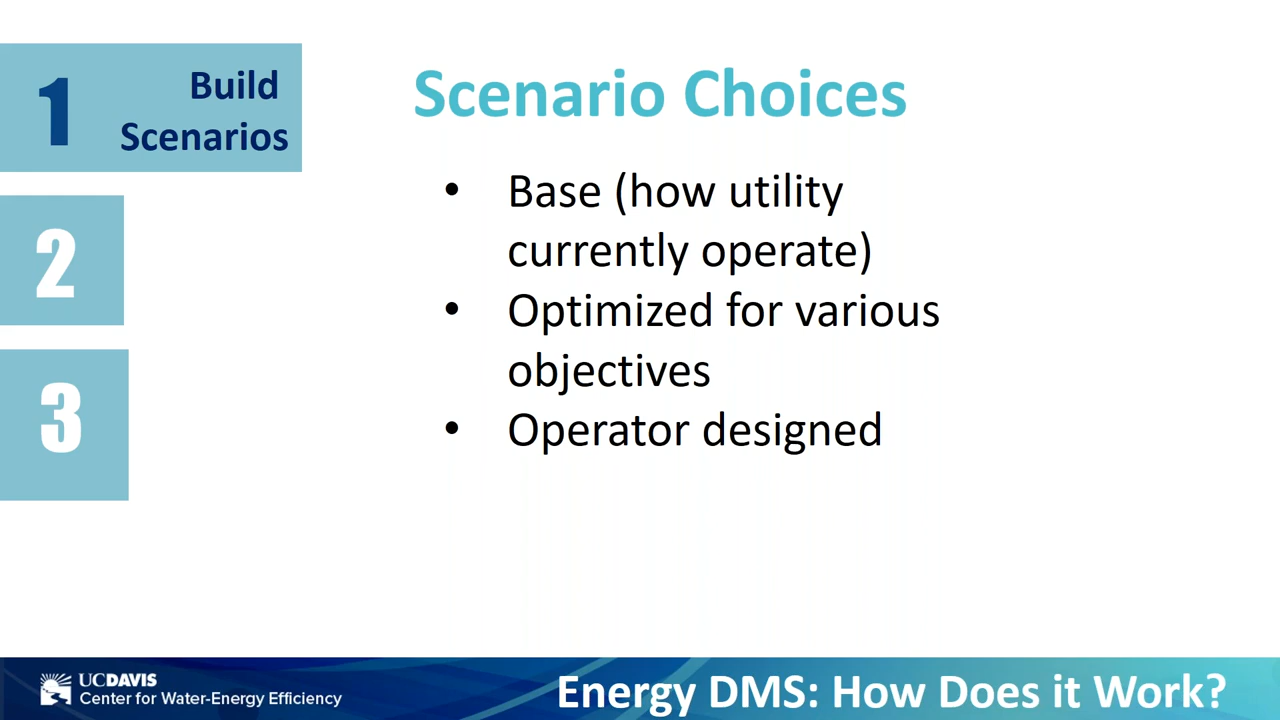 1
Build
Scenarios
2
3
Scenario Choices
• Base (how utility
currently operate)
• Optimized for various
objectives
• Operator designed
UCDAVIS
Center for Water-Energy Efficiency
Energy DMS: How Does it Work?